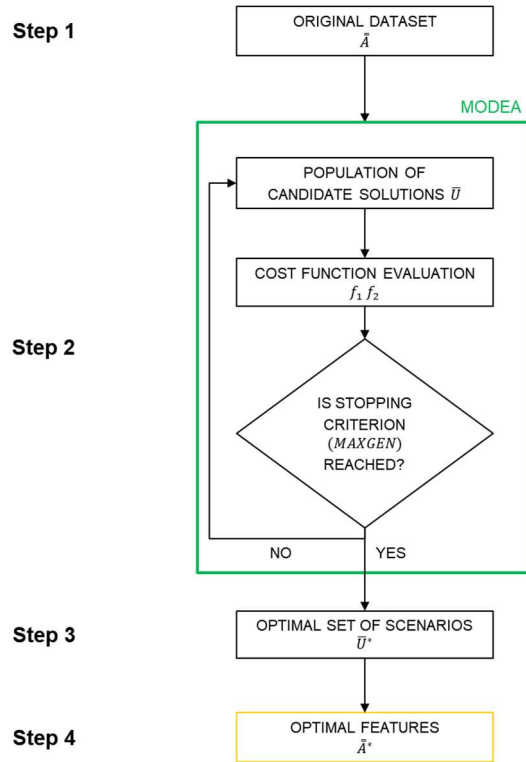 Step 1
ORIGINAL DATASET
Ā̄
MODEA
POPULATION OF
CANDIDATE SOLUTIONS Ū
COST FUNCTION EVALUATION
f₁ f₂
Step 2
IS STOPPING
CRITERION
(MAXGEN)
REACHED?
NO YES
Step 3
OPTIMAL SET OF SCENARIOS
Ū*
Step 4
OPTIMAL FEATURES
Ā̄*